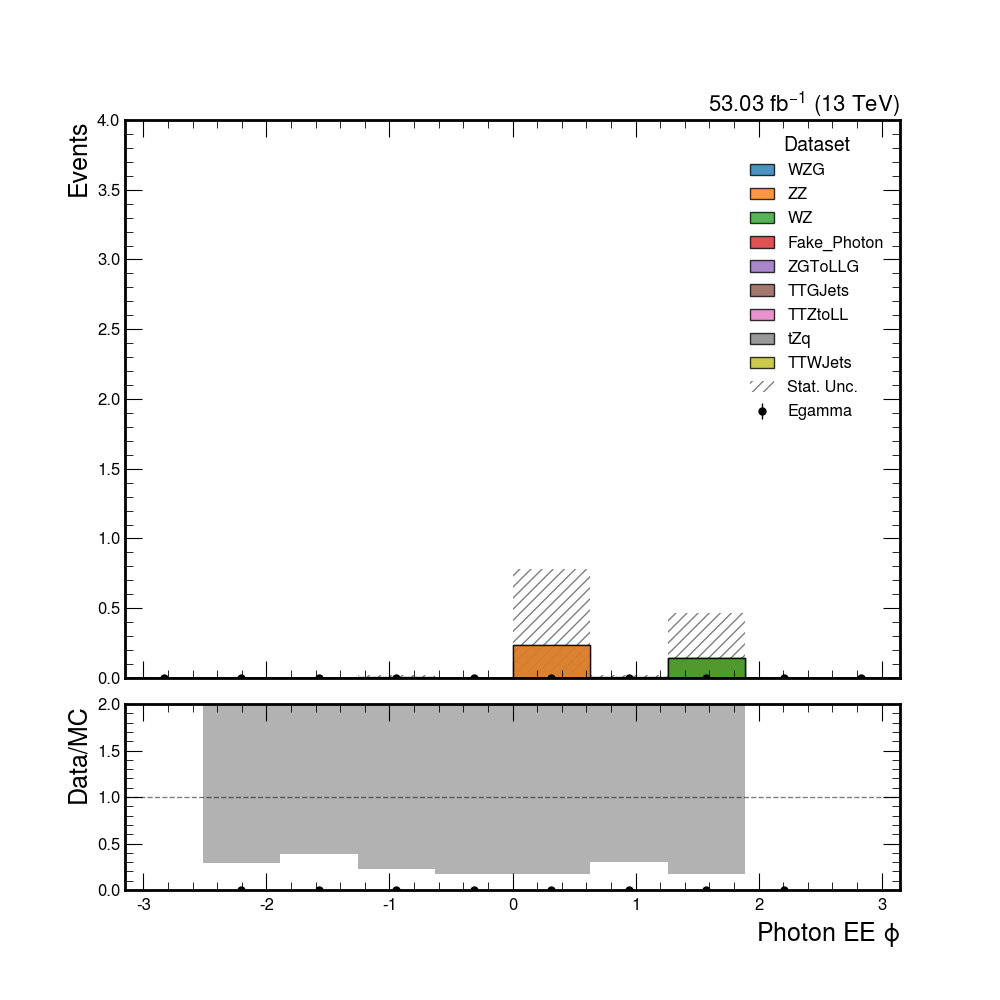 53.03 fb⁻¹ (13 TeV)
Events
4.0
3.5
3.0
2.5
2.0
1.5
1.0
0.5
0.0
Dataset
WZG
ZZ
WZ
Fake_Photon
ZGToLLG
TTGJets
TTZtoLL
tZq
TTWJets
Stat. Unc.
Egamma
Data/MC
2.0
1.5
1.0
0.5
0.0
-3 -2 -1 0 1 2 3
Photon EE ϕ